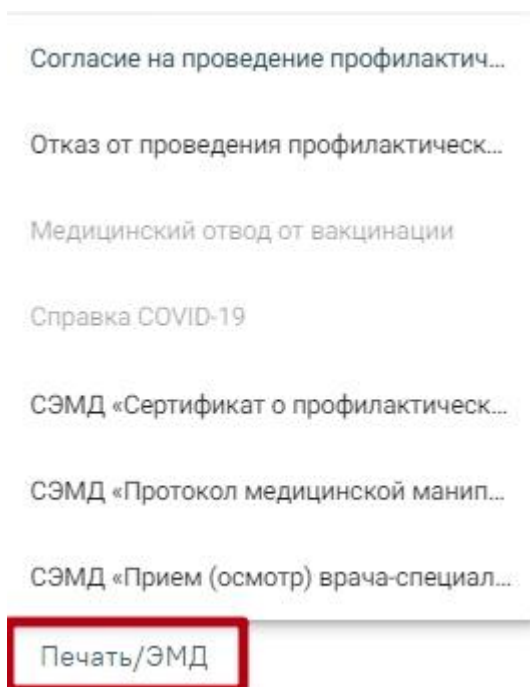 Согласие на проведение профилактич...
Отказ от проведения профилактическ...
Медицинский отвод от вакцинации
Справка COVID-19
СЭМД «Сертификат о профилактическ...
СЭМД «Протокол медицинской манип...
СЭМД «Прием (осмотр) врача-специал...
Печать/ЭМД